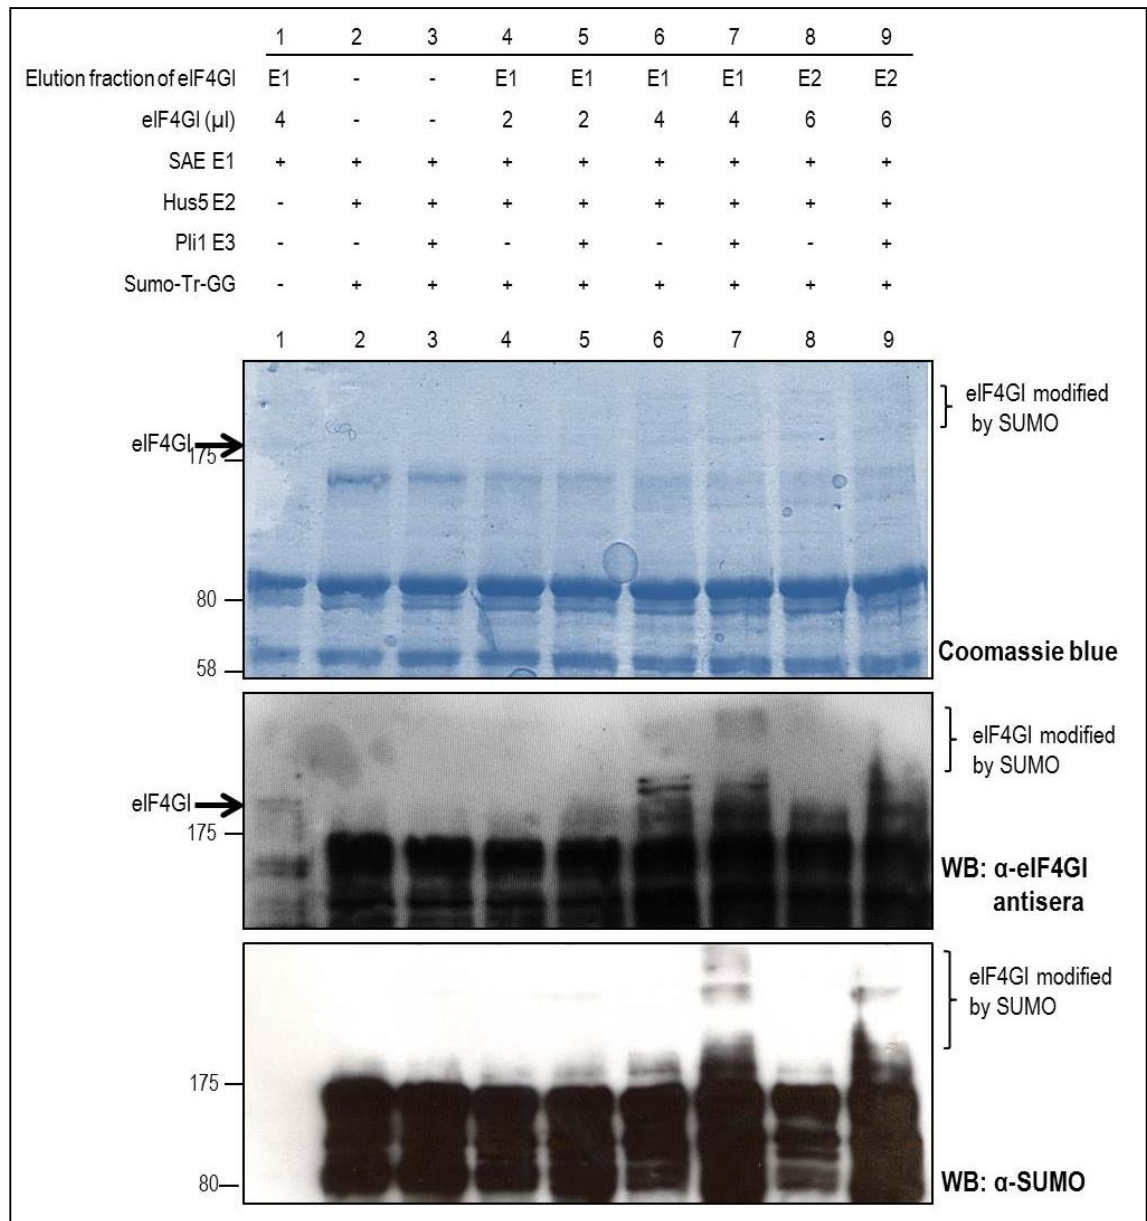 1 2 3 4 5 6 7 8 9
Elution fraction of eIF4GI E1 - - E1 E1 E1 E1 E2 E2
eIF4GI (µl) 4 - - 2 2 4 4 6 6
SAE E1 + + + + + + + + +
Hus5 E2 - + + + + + + + +
Pli1 E3 - - + - + - + - +
Sumo-Tr-GG - + + + + + + + +
1 2 3 4 5 6 7 8 9
eIF4GI modified
by SUMO
eIF4GI
175
80
58
Coomassie blue
eIF4GI modified
by SUMO
eIF4GI
175
WB: α-eIF4GI
antisera
eIF4GI modified
by SUMO
175
80
WB: α-SUMO